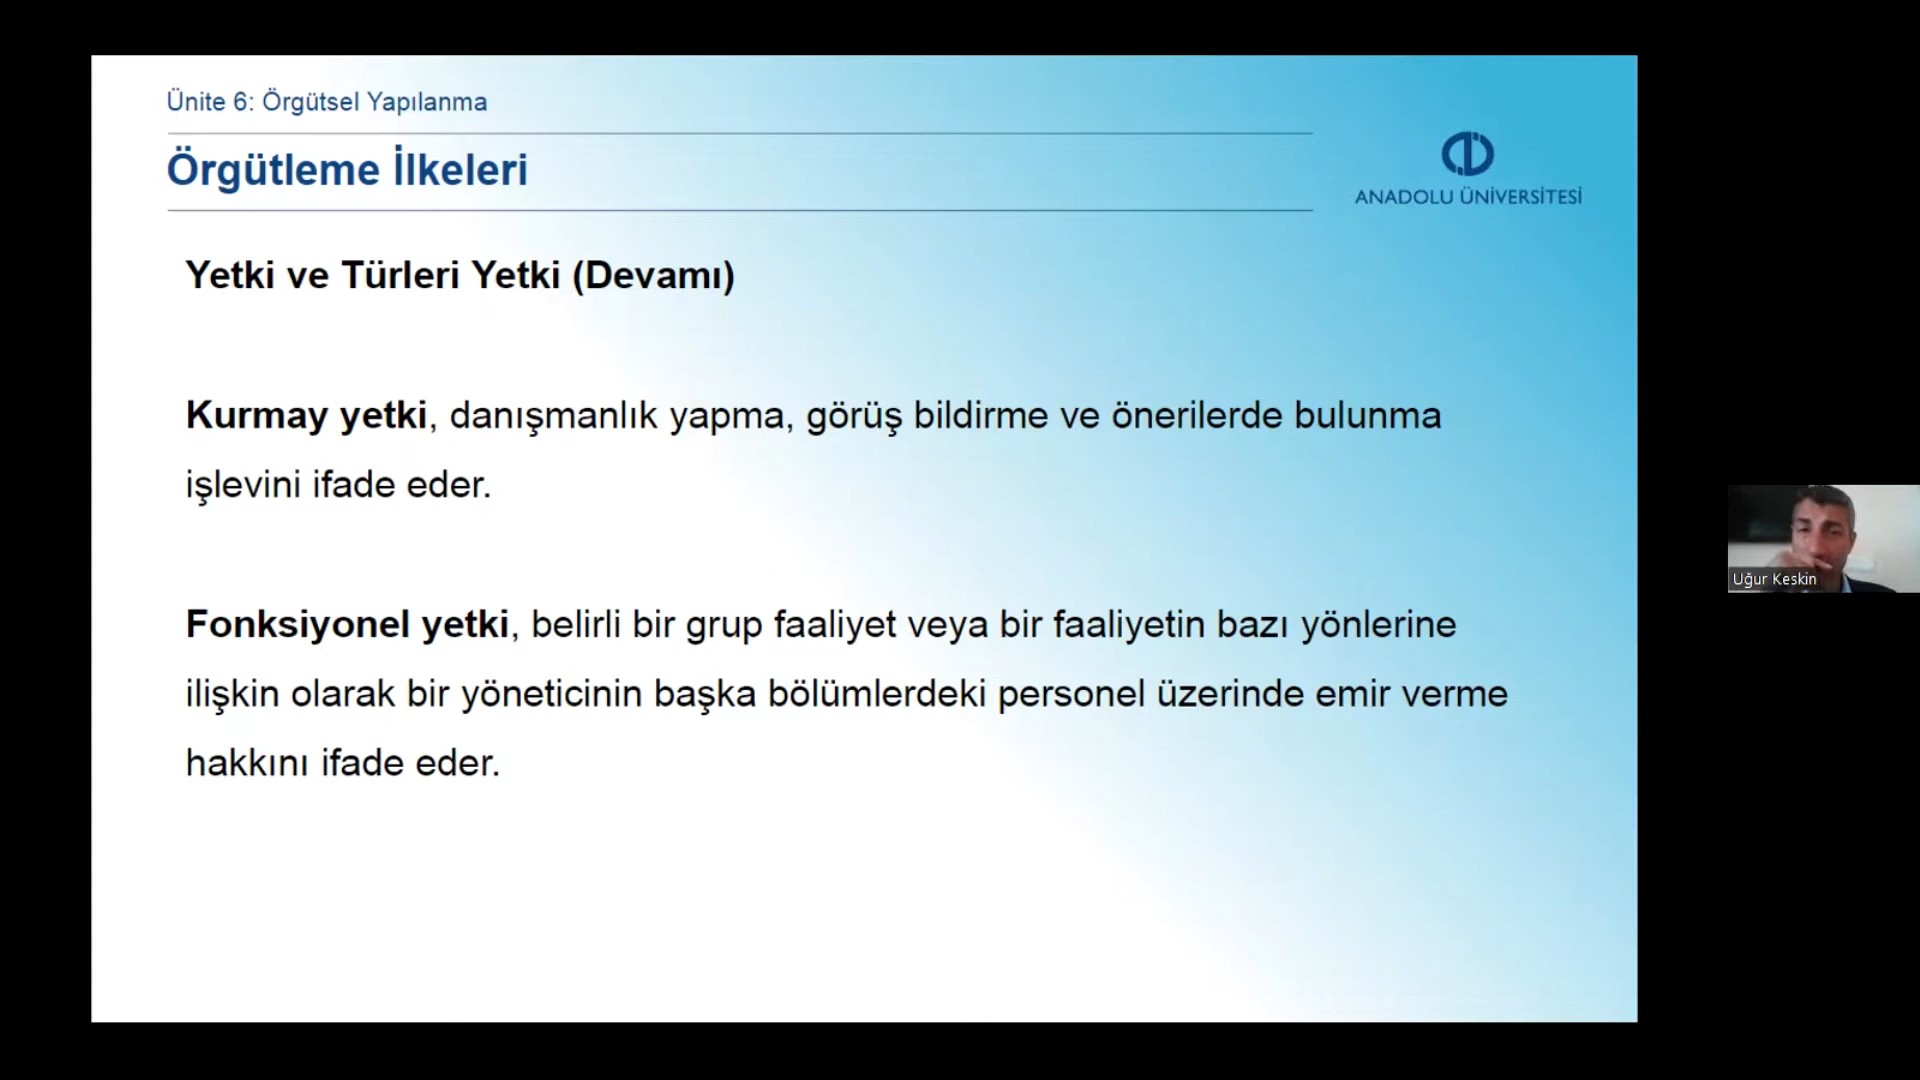 Ünite 6: Örgütsel Yapılanma
Örgütleme İlkeleri
ANADOLU ÜNİVERSİTESİ
Yetki ve Türleri Yetki (Devamı)
Kurmay yetki, danışmanlık yapma, görüş bildirme ve önerilerde bulunma
işlevini ifade eder.
Fonksiyonel yetki, belirli bir grup faaliyet veya bir faaliyetin bazı yönlerine
ilişkin olarak bir yöneticinin başka bölümlerdeki personel üzerinde emir verme
hakkını ifade eder.
Uğur Keskin